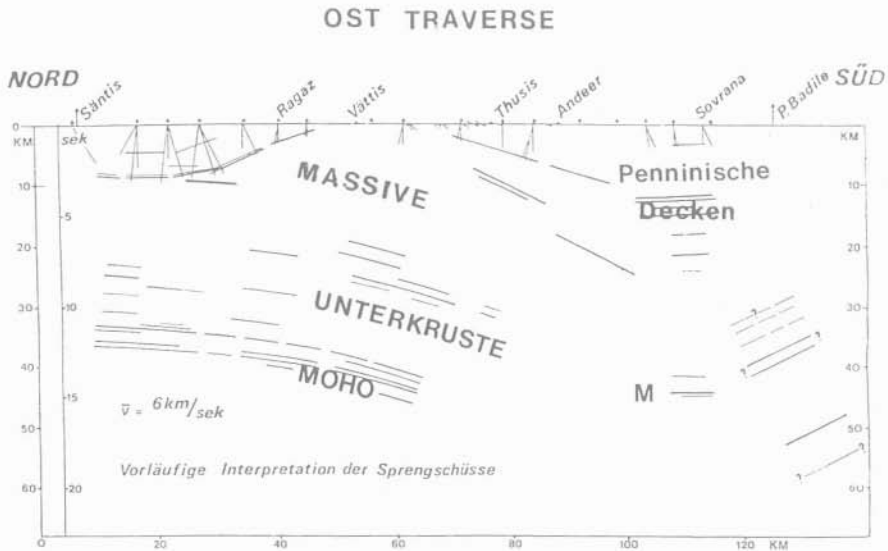 OST TRAVERSE
NORD
SÜD
Säntis
Ragaz
Vättis
Thusis
Andeer
Sovrana
P. Badile
0
KM
sek
0
KM
10
20
30
40
50
60
5
10
15
20
10
20
30
40
50
60
MASSIVE
Penninische
Decken
UNTERKRUSTE
MOHO
M
?
?
?
?
?
?
v̄ = 6 km/sek
Vorläufige Interpretation der Sprengschüsse
0
20
40
60
80
100
120
KM